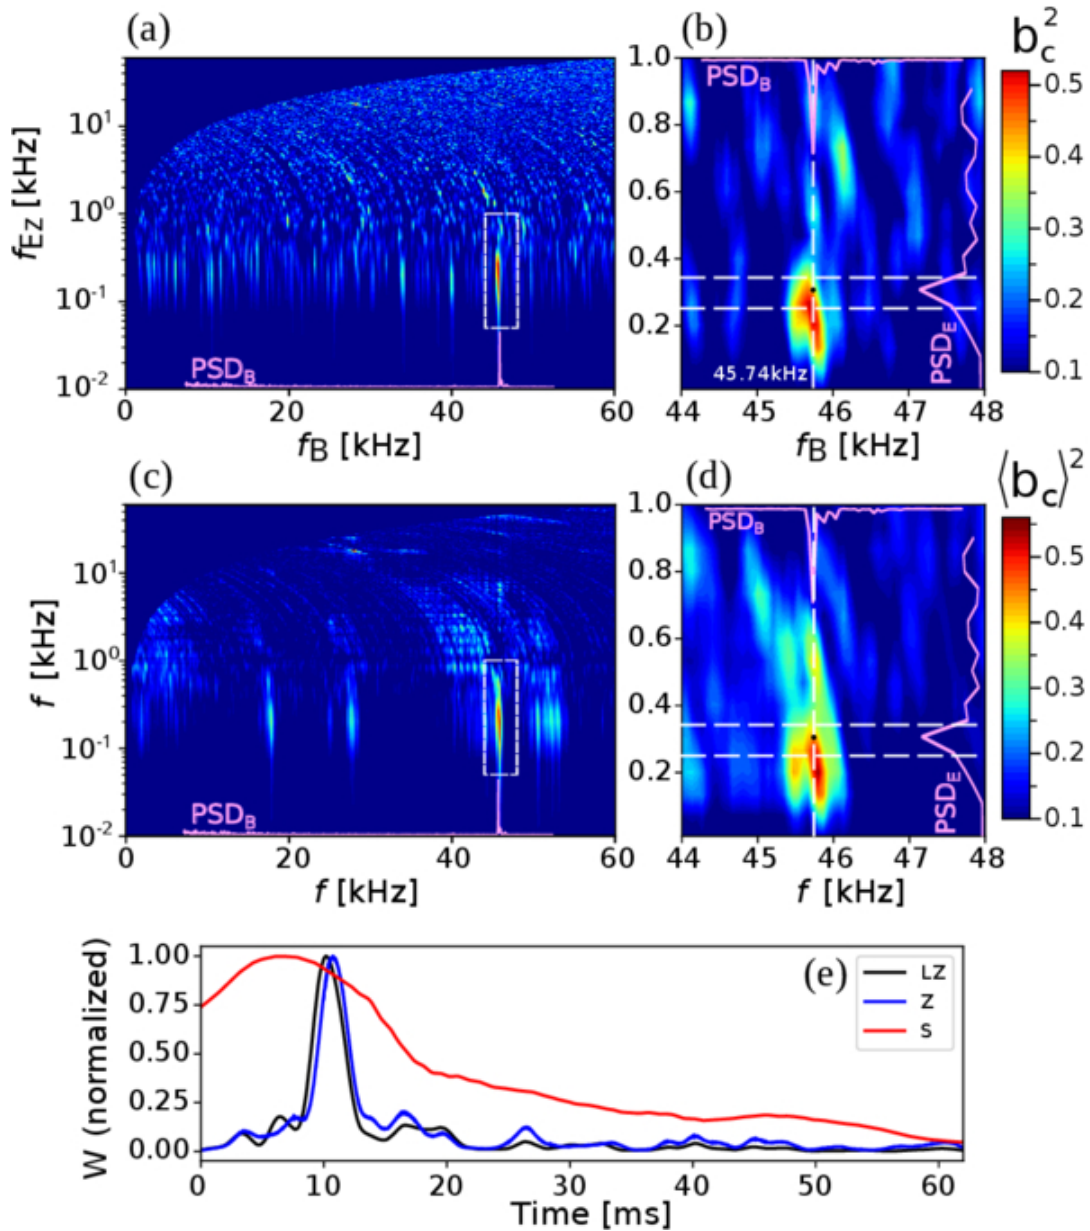 (a)
(b)
b_c^2
10^1
10^0
10^-1
10^-2
f_Ez [kHz]
PSD_B
0
20
40
60
f_B [kHz]
1.0
0.8
0.6
0.4
0.2
PSD_B
PSD_E
45.74kHz
44
45
46
47
48
f_B [kHz]
0.5
0.4
0.3
0.2
0.1
(c)
(d)
⟨b_c⟩^2
10^1
10^0
10^-1
10^-2
f [kHz]
PSD_B
0
20
40
60
f [kHz]
1.0
0.8
0.6
0.4
0.2
PSD_B
PSD_E
44
45
46
47
48
f [kHz]
0.5
0.4
0.3
0.2
0.1
W (normalized)
1.00
0.75
0.50
0.25
0.00
(e)
LZ
Z
S
0
10
20
30
40
50
60
Time [ms]